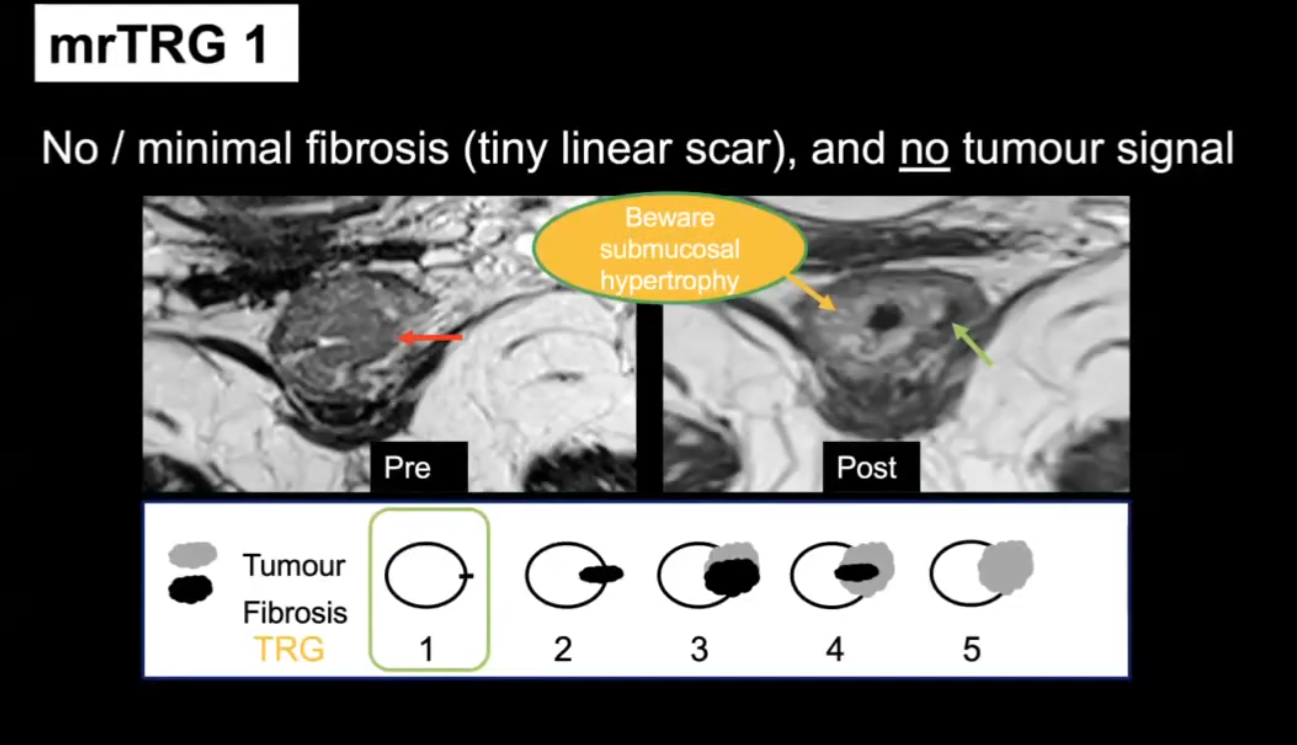 mrTRG 1
No / minimal fibrosis (tiny linear scar), and no tumour signal
Beware
submucosal
hypertrophy
Pre
Post
Tumour
Fibrosis
TRG 1 2 3 4 5